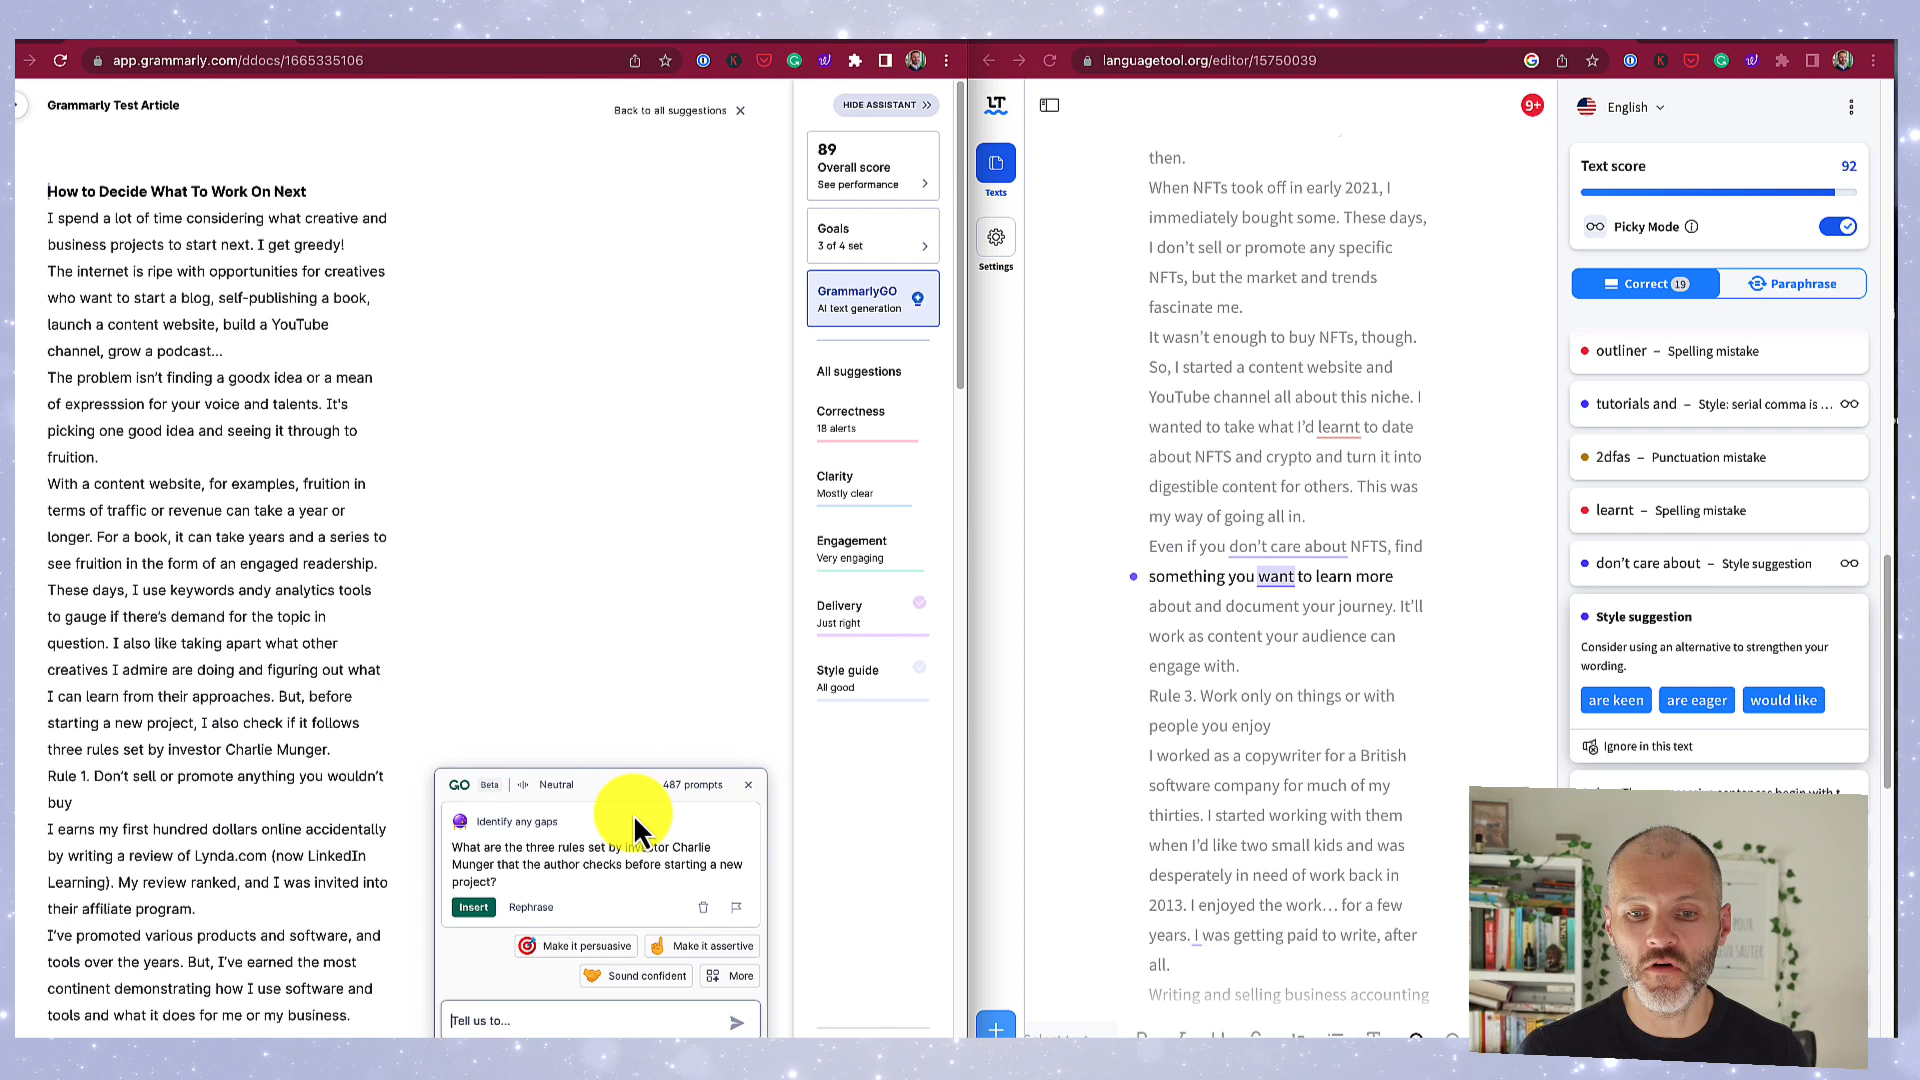 app.grammarly.com/ddocs/1665335106
Grammarly Test Article
Back to all suggestions
How to Decide What To Work On Next
I spend a lot of time considering what creative and
business projects to start next. I get greedy!
The internet is ripe with opportunities for creatives
who want to start a blog, self-publishing a book,
launch a content website, build a YouTube
channel, grow a podcast...
The problem isn't finding a goodx idea or a mean
of expresssion for your voice and talents. It's
picking one good idea and seeing it through to
fruition.
With a content website, for examples, fruition in
terms of traffic or revenue can take a year or
longer. For a book, it can take years and a series to
see fruition in the form of an engaged readership.
These days, I use keywords andy analytics tools
to gauge if there's demand for the topic in
question. I also like taking apart what other
creatives I admire are doing and figuring out what
I can learn from their approaches. But, before
starting a new project, I also check if it follows
three rules set by investor Charlie Munger.
Rule 1. Don't sell or promote anything you wouldn't
buy
I earns my first hundred dollars online accidentally
by writing a review of Lynda.com (now LinkedIn
Learning). My review ranked, and I was invited into
their affiliate program.
I've promoted various products and software, and
tools over the years. But, I've earned the most
continent demonstrating how I use software and
tools and what it does for me or my business.
GO Beta Neutral 487 prompts
Identify any gaps
What are the three rules set by investor Charlie
Munger that the author checks before starting a new
project?
Insert Rephrase
Make it persuasive Make it assertive
Sound confident More
Tell us to...
HIDE ASSISTANT
89
Overall score
See performance
Goals
3 of 4 set
GrammarlyGO
AI text generation
All suggestions
Correctness
18 alerts
Clarity
Mostly clear
Engagement
Very engaging
Delivery
Just right
Style guide
All good
languagetool.org/editor/15750039
LT
Texts
Settings
9+
then.
When NFTs took off in early 2021, I
immediately bought some. These days,
I don't sell or promote any specific
NFTs, but the market and trends
fascinate me.
It wasn't enough to buy NFTs, though.
So, I started a content website and
YouTube channel all about this niche. I
wanted to take what I'd learnt to date
about NFTS and crypto and turn it into
digestible content for others. This was
my way of going all in.
Even if you don't care about NFTS, find
something you want to learn more
about and document your journey. It'll
work as content your audience can
engage with.
Rule 3. Work only on things or with
people you enjoy
I worked as a copywriter for a British
software company for much of my
thirties. I started working with them
when I'd like two small kids and was
desperately in need of work back in
2013. I enjoyed the work... for a few
years. I was getting paid to write, after
all.
Writing and selling business accounting
English
Text score 92
Picky Mode
Correct 19 Paraphrase
outliner – Spelling mistake
tutorials and – Style: serial comma is ...
2dfas – Punctuation mistake
learnt – Spelling mistake
don't care about – Style suggestion
Style suggestion
Consider using an alternative to strengthen your
wording.
are keen are eager would like
Ignore in this text